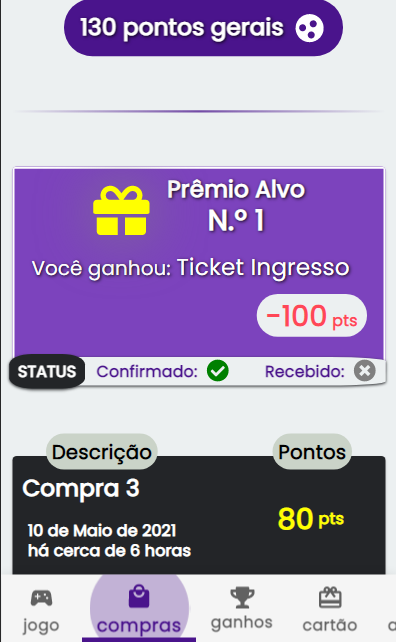 130 pontos gerais
Prêmio Alvo
N.º 1
Você ganhou: Ticket Ingresso
-100 pts
STATUS Confirmado: Recebido:
Descrição Pontos
Compra 3
80 pts
10 de Maio de 2021
há cerca de 6 horas
jogo compras ganhos cartão